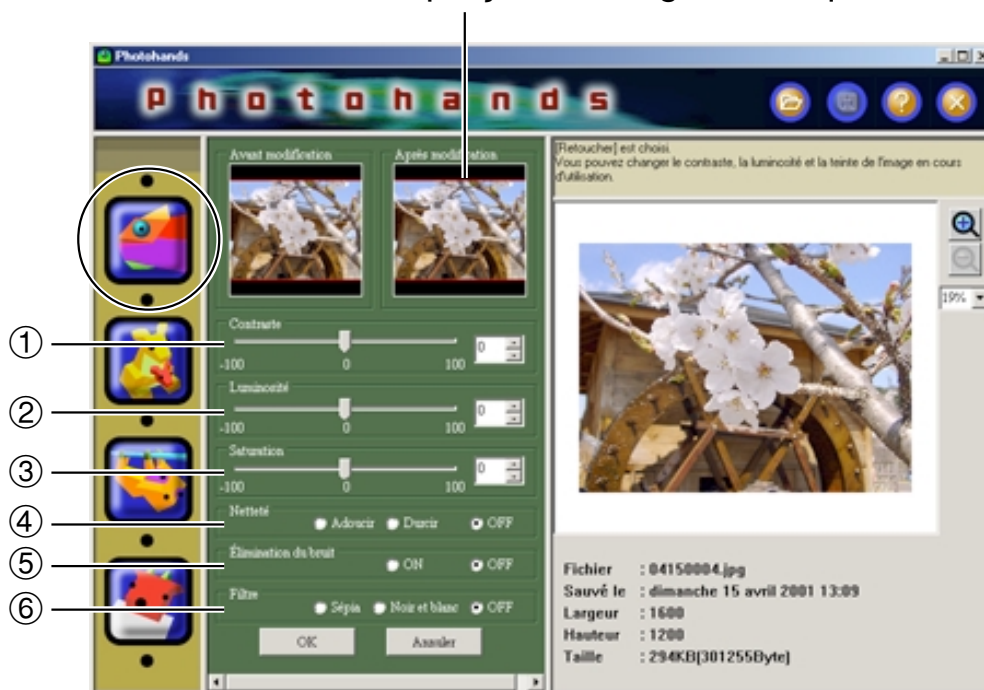 Photohands
Photohands
Avant modification
Après modification
[Retoucher] est choisi.
Vous pouvez changer le contraste, la luminosité et la teinte de l'image en cours
d'utilisation.
19%
① Contraste
0
-100 0 100
② Luminosité
0
-100 0 100
③ Saturation
0
-100 0 100
④ Netteté
Adoucir Durcir OFF
⑤ Élimination du bruit
ON OFF
⑥ Filtre
Sépia Noir et blanc OFF
OK Annuler
Fichier : 04150004.jpg
Sauvé le : dimanche 15 avril 2001 13:09
Largeur : 1600
Hauteur : 1200
Taille : 294KB(301255Byte)